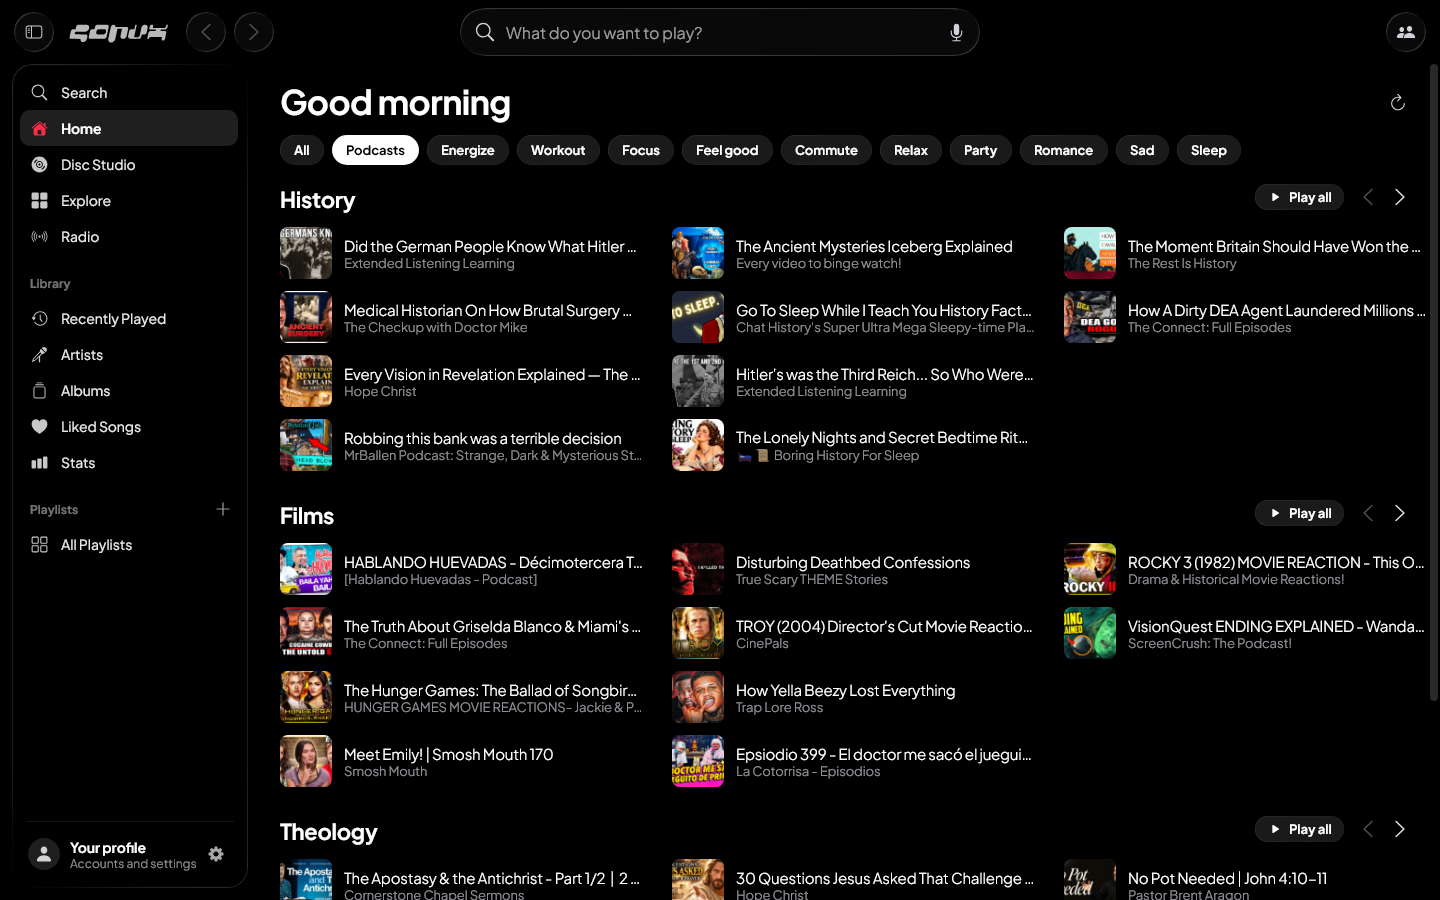 What do you want to play?
Search
Home
Disc Studio
Explore
Radio
Library
Recently Played
Artists
Albums
Liked Songs
Stats
Playlists
All Playlists
Your profile
Accounts and settings
Good morning
All
Podcasts
Energize
Workout
Focus
Feel good
Commute
Relax
Party
Romance
Sad
Sleep
History
Play all
Did the German People Know What Hitler ...
Extended Listening Learning
The Ancient Mysteries Iceberg Explained
Every video to binge watch!
The Moment Britain Should Have Won the ...
The Rest Is History
Medical Historian On How Brutal Surgery ...
The Checkup with Doctor Mike
Go To Sleep While I Teach You History Fact...
Chat History's Super Ultra Mega Sleepy-time Pla...
How A Dirty DEA Agent Laundered Millions ...
The Connect: Full Episodes
Every Vision in Revelation Explained — The ...
Hope Christ
Hitler's was the Third Reich... So Who Were...
Extended Listening Learning
Robbing this bank was a terrible decision
MrBallen Podcast: Strange, Dark & Mysterious St...
The Lonely Nights and Secret Bedtime Rit...
Boring History For Sleep
Films
Play all
HABLANDO HUEVADAS - Décimotercera T...
[Hablando Huevadas - Podcast]
Disturbing Deathbed Confessions
True Scary THEME Stories
ROCKY 3 (1982) MOVIE REACTION - This O...
Drama & Historical Movie Reactions!
The Truth About Griselda Blanco & Miami's ...
The Connect: Full Episodes
TROY (2004) Director's Cut Movie Reactio...
CinePals
VisionQuest ENDING EXPLAINED - Wanda...
ScreenCrush: The Podcast!
The Hunger Games: The Ballad of Songbir...
HUNGER GAMES MOVIE REACTIONS- Jackie & P...
How Yella Beezy Lost Everything
Trap Lore Ross
Meet Emily! | Smosh Mouth 170
Smosh Mouth
Epsiodio 399 - El doctor me sacó el juegui...
La Cotorrisa - Episodios
Theology
Play all
The Apostasy & the Antichrist - Part 1/2 | 2 ...
Cornerstone Chapel Sermons
30 Questions Jesus Asked That Challenge ...
Hope Christ
No Pot Needed | John 4:10–11
Pastor Brent Aragon